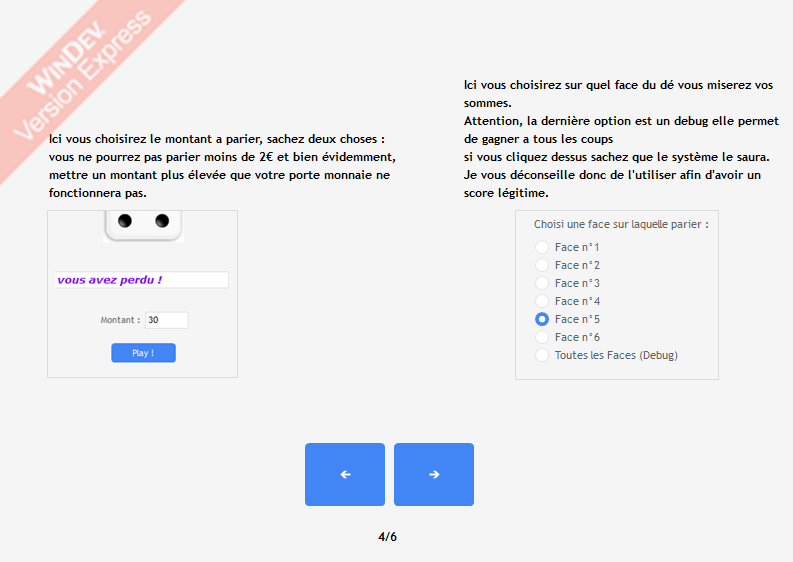 WINDEV
Version Express
Ici vous choisirez le montant a parier, sachez deux choses :
vous ne pourrez pas parier moins de 2€ et bien évidemment,
mettre un montant plus élevée que votre porte monnaie ne
fonctionnera pas.
vous avez perdu !
Montant : 30
Play !
Ici vous choisirez sur quel face du dé vous miserez vos
sommes.
Attention, la dernière option est un debug elle permet
de gagner a tous les coups
si vous cliquez dessus sachez que le système le saura.
Je vous déconseille donc de l'utiliser afin d'avoir un
score légitime.
Choisi une face sur laquelle parier :
Face n°1
Face n°2
Face n°3
Face n°4
Face n°5
Face n°6
Toutes les Faces (Debug)
4/6